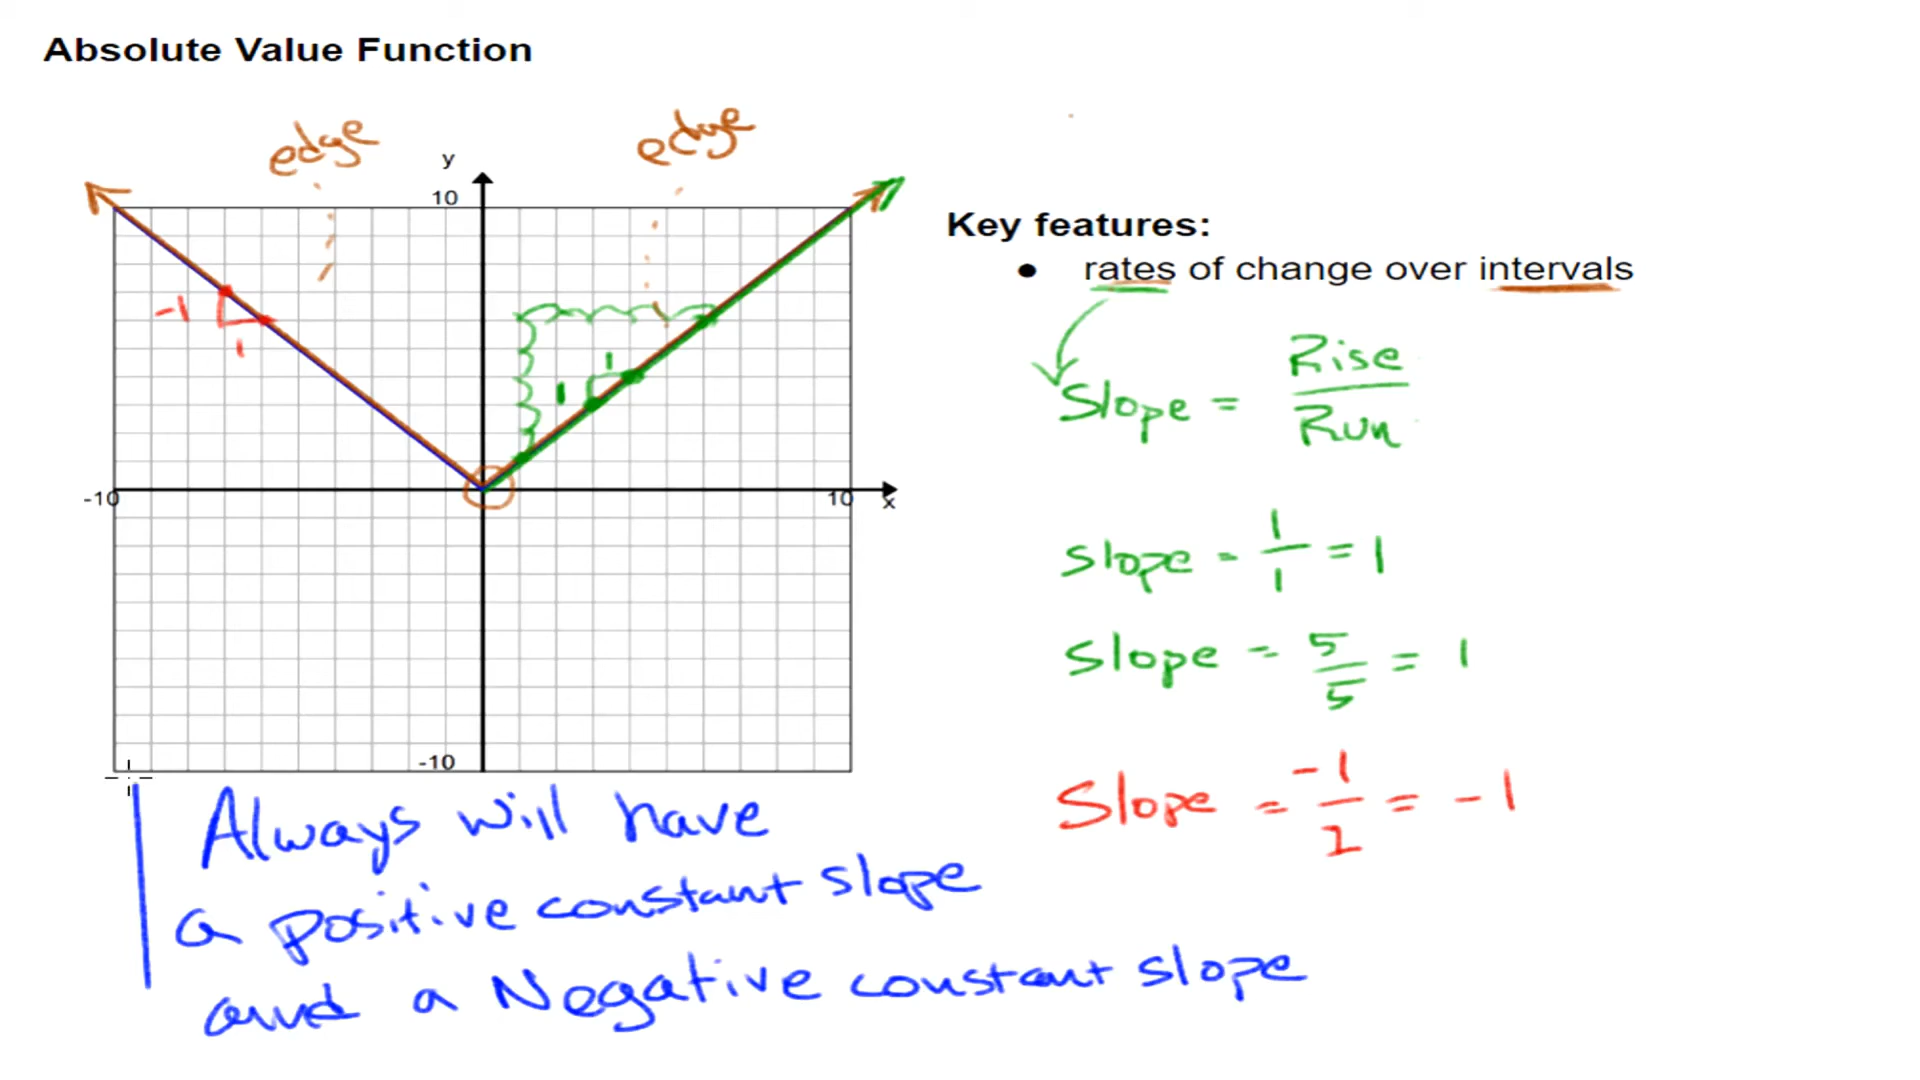 Absolute Value Function
edge
edge
y
10
Key features:
● rates of change over intervals
-1
1
1
1
Slope = Rise
Run
-10
10
x
slope = 1/1 = 1
Slope = 5/5 = 1
-10
Slope = -1/1 = -1
Always will have
a positive constant slope
and a Negative constant slope